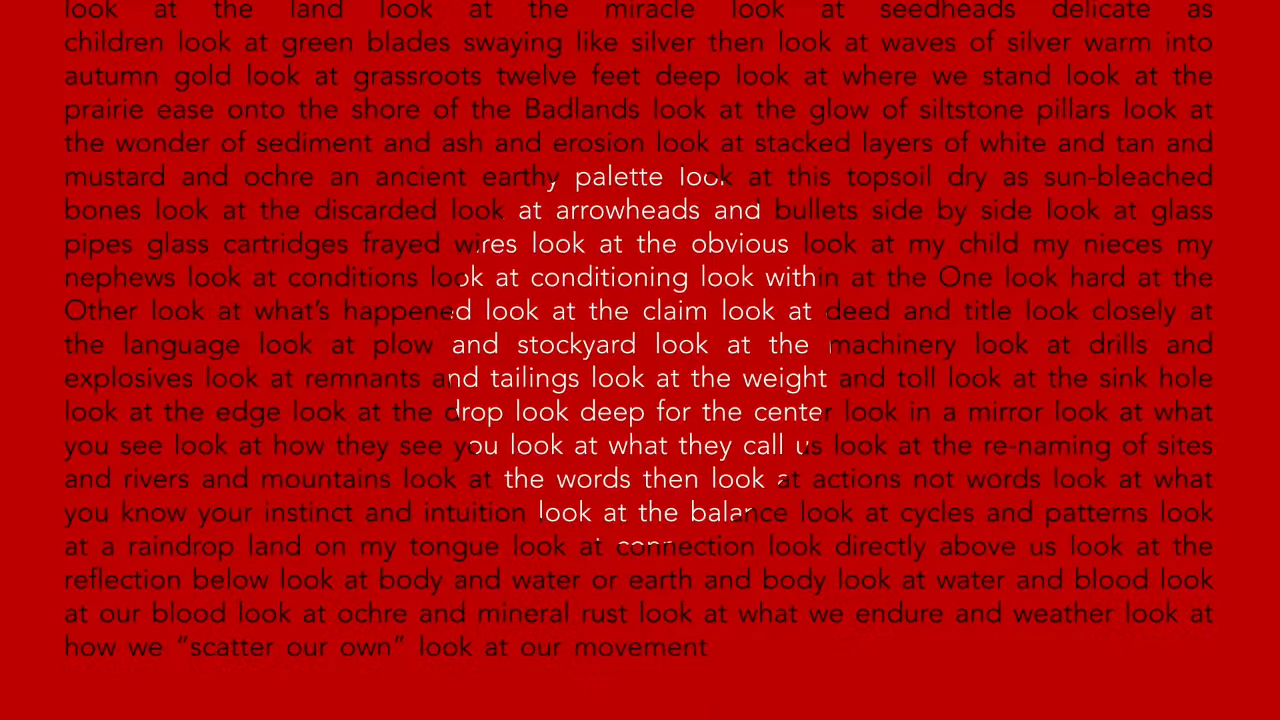 look at the land look at the miracle look at seedheads delicate as
children look at green blades swaying like silver then look at waves of silver warm into
autumn gold look at grassroots twelve feet deep look at where we stand look at the
prairie ease onto the shore of the Badlands look at the glow of siltstone pillars look at
the wonder of sediment and ash and erosion look at stacked layers of white and tan and
mustard and ochre an ancient earthy palette look at this topsoil dry as sun-bleached
bones look at the discarded look at arrowheads and bullets side by side look at glass
pipes glass cartridges frayed wires look at the obvious look at my child my nieces my
nephews look at conditions look at conditioning look within at the One look hard at the
Other look at what’s happened look at the claim look at deed and title look closely at
the language look at plow and stockyard look at the machinery look at drills and
explosives look at remnants and tailings look at the weight and toll look at the sink hole
look at the edge look at the drop look deep for the center look in a mirror look at what
you see look at how they see you look at what they call us look at the re-naming of sites
and rivers and mountains look at the words then look at actions not words look at what
you know your instinct and intuition look at the balance look at cycles and patterns look
at a raindrop land on my tongue look at connection look directly above us look at the
reflection below look at body and water or earth and body look at water and blood look
at our blood look at ochre and mineral rust look at what we endure and weather look at
how we “scatter our own” look at our movement